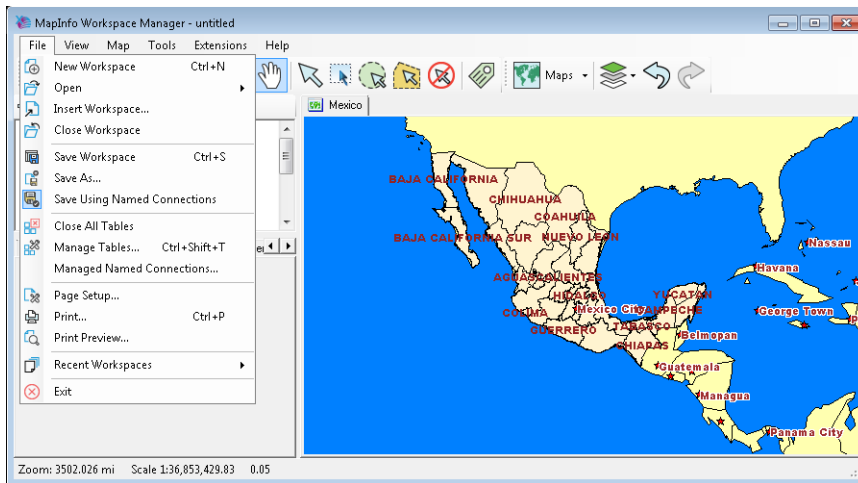 MapInfo Workspace Manager - untitled
File View Map Tools Extensions Help
New Workspace Ctrl+N
Open
Insert Workspace...
Close Workspace
Save Workspace Ctrl+S
Save As...
Save Using Named Connections
Close All Tables
Manage Tables... Ctrl+Shift+T
Managed Named Connections...
Page Setup...
Print... Ctrl+P
Print Preview...
Recent Workspaces
Exit
Maps
Mexico
BAJA CALIFORNIA
CHIHUAHUA
COAHUILA
BAJA CALIFORNIA SUR NUEVO LEON
Nassau
Havana
AGUASCALIENTES
HIDALGO YUCATAN
COLIMA Mexico City CAMPECHE George Town
GUERRERO TABASCO Belmopan
CHIAPAS
Guatemala
Managua
Panama City
Zoom: 3502.026 mi Scale 1:36,853,429.83 0.05